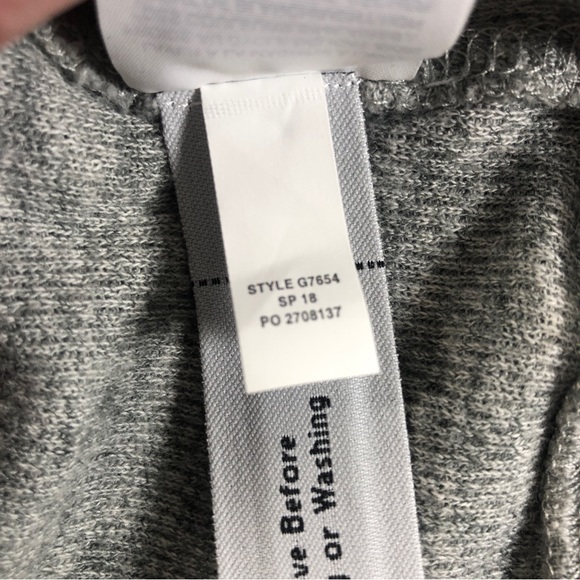 STYLE G7654
SP 18
PO 2708137
ve Before
or Washing